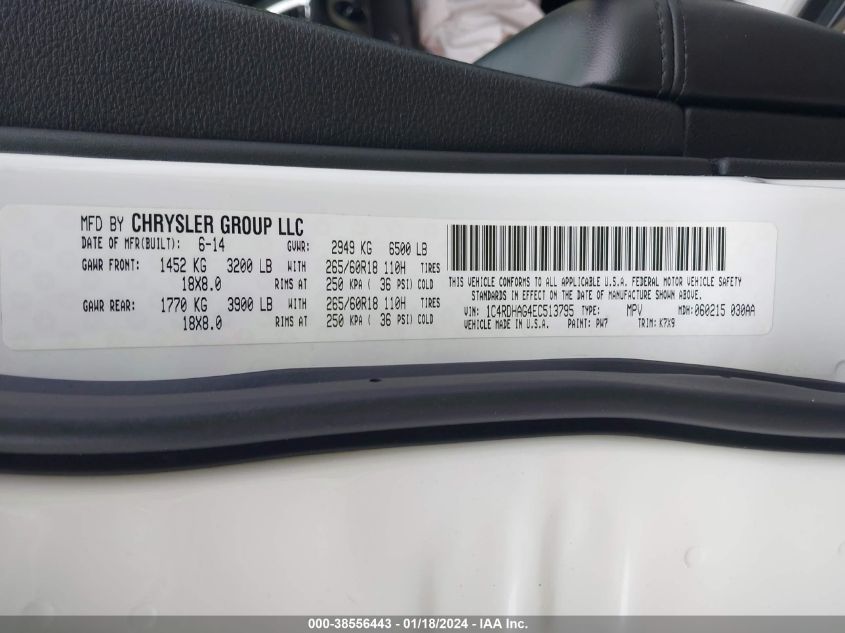 MFD BY CHRYSLER GROUP LLC
DATE OF MFR(BUILT): 6-14 GVWR: 2949 KG 6500 LB
GAWR FRONT: 1452 KG 3200 LB WITH 265/60R18 110H TIRES
18X8.0 RIMS AT 250 KPA ( 36 PSI) COLD
GAWR REAR: 1770 KG 3900 LB WITH 265/60R18 110H TIRES
18X8.0 RIMS AT 250 KPA ( 36 PSI) COLD
THIS VEHICLE CONFORMS TO ALL APPLICABLE U.S.A. FEDERAL MOTOR VEHICLE SAFETY
STANDARDS IN EFFECT ON THE DATE OF MANUFACTURE SHOWN ABOVE.
VIN: 1C4RDHAG4EC513795 TYPE: MPV MDH: 060215 030AA
VEHICLE MADE IN U.S.A. PAINT: PW7 TRIM: K7X9
000-38556443 - 01/18/2024 - IAAI Inc.